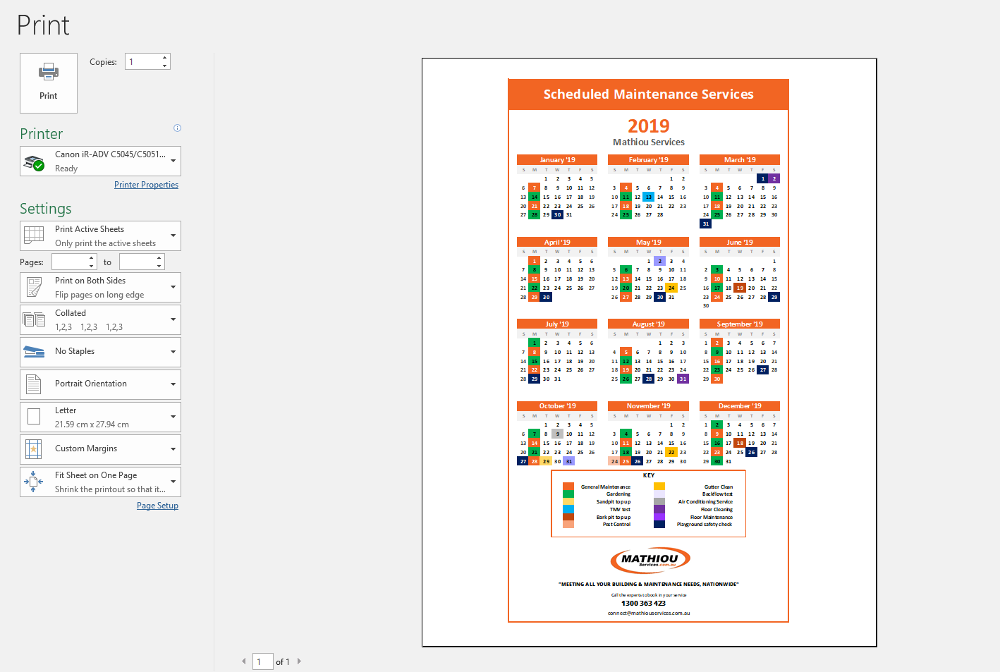 Print
Print
Copies:
1
Printer
Canon iR-ADV C5045/C5051...
Ready
Printer Properties
Settings
Print Active Sheets
Only print the active sheets
Pages:
to
Print on Both Sides
Flip pages on long edge
Collated
1,2,3 1,2,3 1,2,3
No Staples
Portrait Orientation
Letter
21.59 cm x 27.94 cm
Custom Margins
Fit Sheet on One Page
Shrink the printout so that it...
Page Setup
1 of 1
Scheduled Maintenance Services
2019
Mathiou Services
January '19
S M T W T F S
1 2 3 4 5
6 7 8 9 10 11 12
13 14 15 16 17 18 19
20 21 22 23 24 25 26
27 28 29 30 31
February '19
S M T W T F S
1 2
3 4 5 6 7 8 9
10 11 12 13 14 15 16
17 18 19 20 21 22 23
24 25 26 27 28
March '19
S M T W T F S
1 2
3 4 5 6 7 8 9
10 11 12 13 14 15 16
17 18 19 20 21 22 23
24 25 26 27 28 29 30
31
April '19
S M T W T F S
1 2 3 4 5 6
7 8 9 10 11 12 13
14 15 16 17 18 19 20
21 22 23 24 25 26 27
28 29 30
May '19
S M T W T F S
1 2 3 4
5 6 7 8 9 10 11
12 13 14 15 16 17 18
19 20 21 22 23 24 25
26 27 28 29 30 31
June '19
S M T W T F S
1
2 3 4 5 6 7 8
9 10 11 12 13 14 15
16 17 18 19 20 21 22
23 24 25 26 27 28 29
30
July '19
S M T W T F S
1 2 3 4 5 6
7 8 9 10 11 12 13
14 15 16 17 18 19 20
21 22 23 24 25 26 27
28 29 30 31
August '19
S M T W T F S
1 2 3
4 5 6 7 8 9 10
11 12 13 14 15 16 17
18 19 20 21 22 23 24
25 26 27 28 29 30 31
September '19
S M T W T F S
1 2 3 4 5 6 7
8 9 10 11 12 13 14
15 16 17 18 19 20 21
22 23 24 25 26 27 28
29 30
October '19
S M T W T F S
1 2 3 4 5
6 7 8 9 10 11 12
13 14 15 16 17 18 19
20 21 22 23 24 25 26
27 28 29 30 31
November '19
S M T W T F S
1 2
3 4 5 6 7 8 9
10 11 12 13 14 15 16
17 18 19 20 21 22 23
24 25 26 27 28 29 30
December '19
S M T W T F S
1 2 3 4 5 6 7
8 9 10 11 12 13 14
15 16 17 18 19 20 21
22 23 24 25 26 27 28
29 30 31
KEY
General Maintenance
Gardening
Sandpit top up
TMV test
Bark pit top up
Pest Control
Gutter Clean
Backflow test
Air Conditioning Service
Floor Cleaning
Floor Maintenance
Playground safety check
MATHIOU
Services.com.au
"MEETING ALL YOUR BUILDING & MAINTENANCE NEEDS, NATIONWIDE"
Call the experts to book in your service
1300 363 423
connect@mathiouservices.com.au